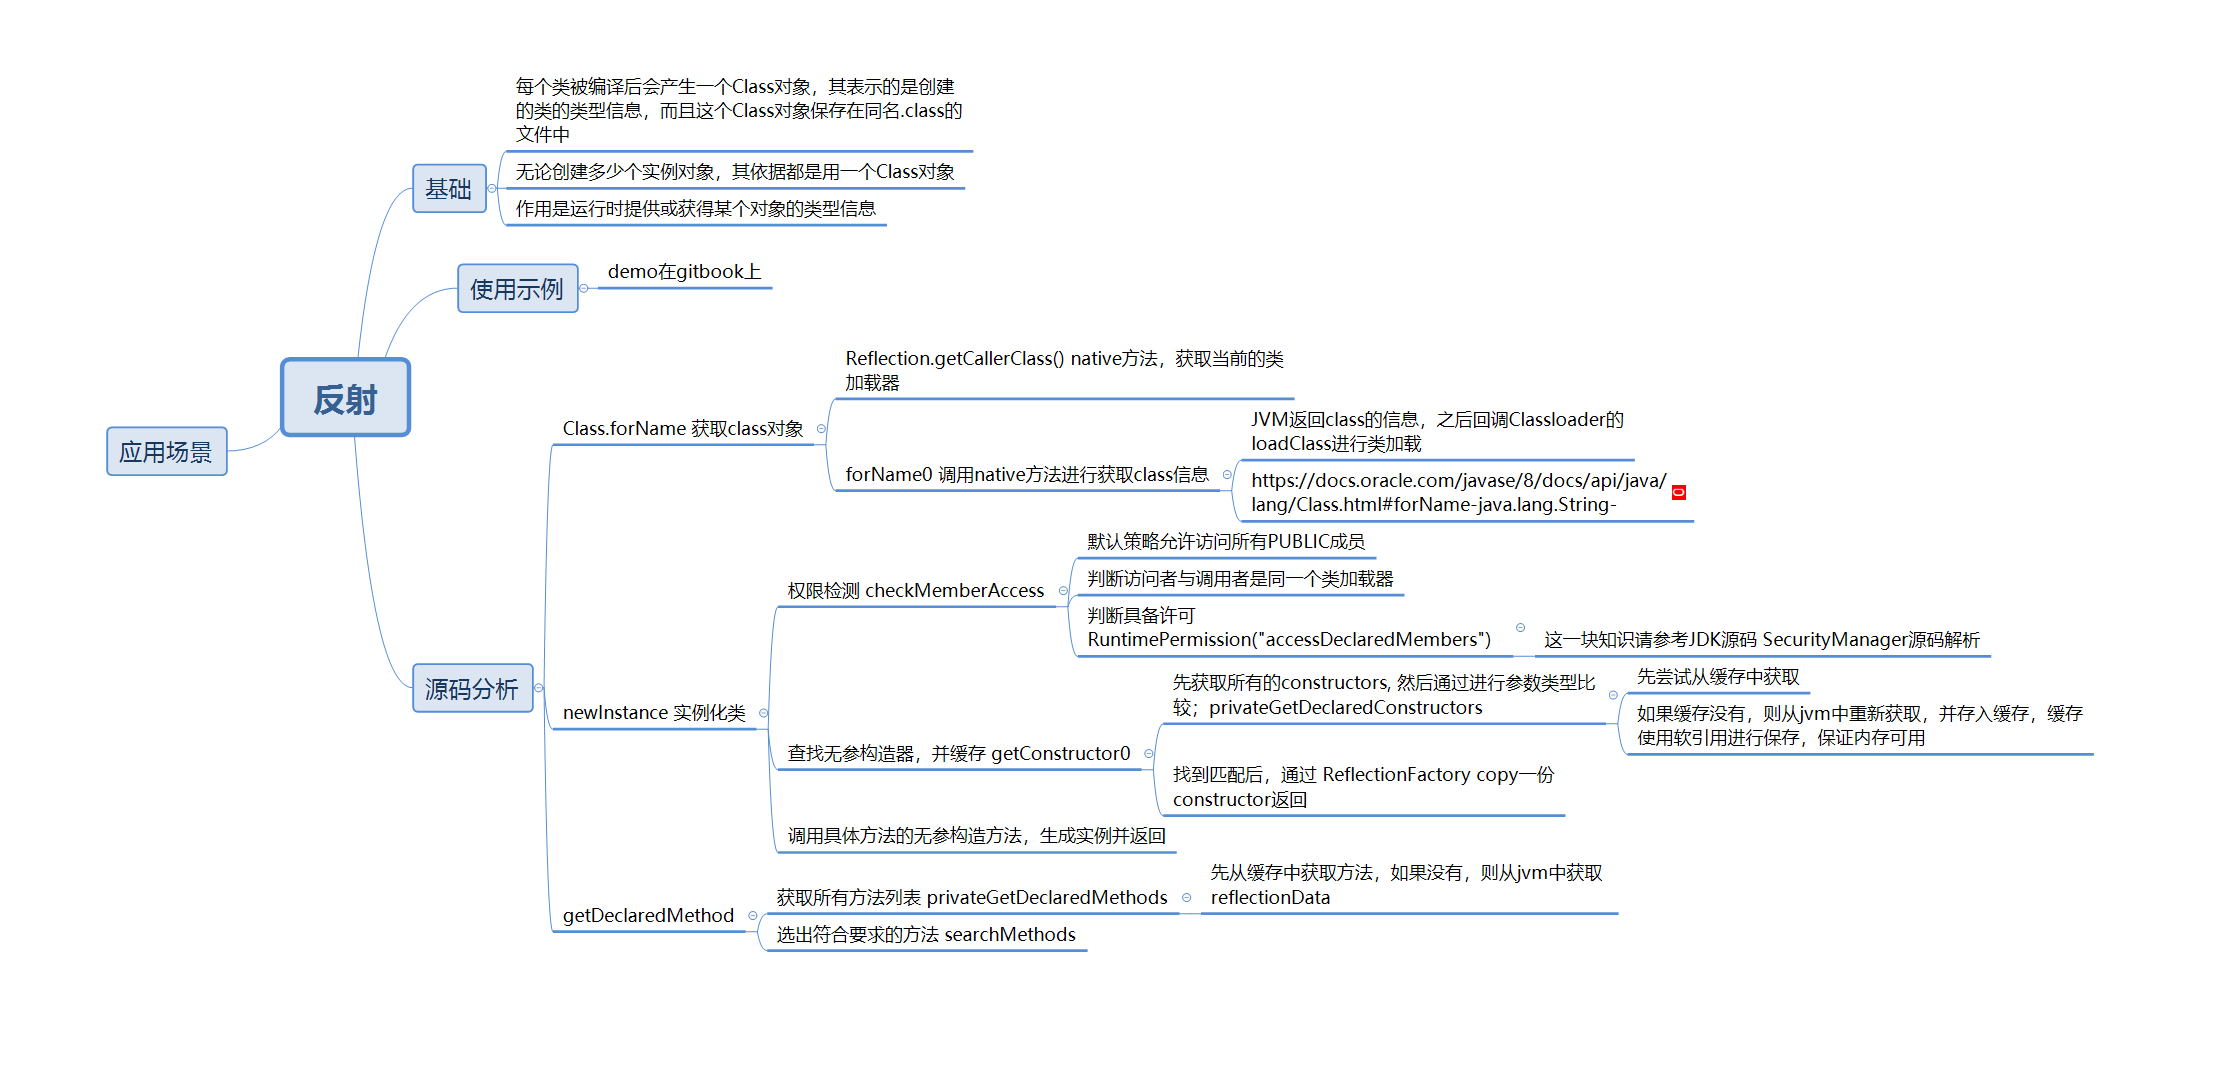 反射
应用场景
基础
每个类被编译后会产生一个Class对象，其表示的是创建
的类的类型信息，而且这个Class对象保存在同名.class的
文件中
无论创建多少个实例对象，其依据都是用一个Class对象
作用是运行时提供或获得某个对象的类型信息
使用示例
demo在gitbook上
源码分析
Class.forName 获取class对象
Reflection.getCallerClass() native方法，获取当前的类
加载器
forName0 调用native方法进行获取class信息
JVM返回class的信息，之后回调Classloader的
loadClass进行类加载
https://docs.oracle.com/javase/8/docs/api/java/
lang/Class.html#forName-java.lang.String-
newInstance 实例化类
权限检测 checkMemberAccess
默认策略允许访问所有PUBLIC成员
判断访问者与调用者是同一个类加载器
判断具备许可
RuntimePermission("accessDeclaredMembers")
这一块知识请参考JDK源码 SecurityManager源码解析
查找无参构造器，并缓存 getConstructor0
先获取所有的constructors, 然后通过进行参数类型比
较；privateGetDeclaredConstructors
先尝试从缓存中获取
如果缓存没有，则从jvm中重新获取，并存入缓存，缓存
使用软引用进行保存，保证内存可用
找到匹配后，通过 ReflectionFactory copy一份
constructor返回
调用具体方法的无参构造方法，生成实例并返回
getDeclaredMethod
获取所有方法列表 privateGetDeclaredMethods
先从缓存中获取方法，如果没有，则从jvm中获取
reflectionData
选出符合要求的方法 searchMethods